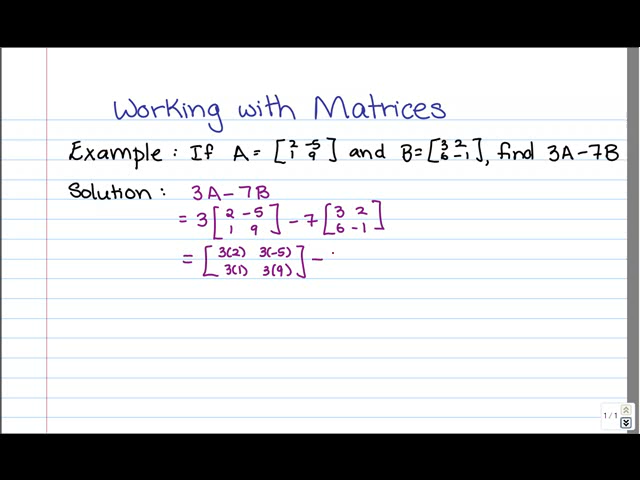 Working with Matrices
Example : If A = [2 -5 1 9] and B = [3 2 6 -1], find 3A - 7B
Solution : 3A - 7B
= 3 [2 -5 1 9] - 7 [3 2 6 -1]
= [3(2) 3(-5) 3(1) 3(9)] -
1 / 1